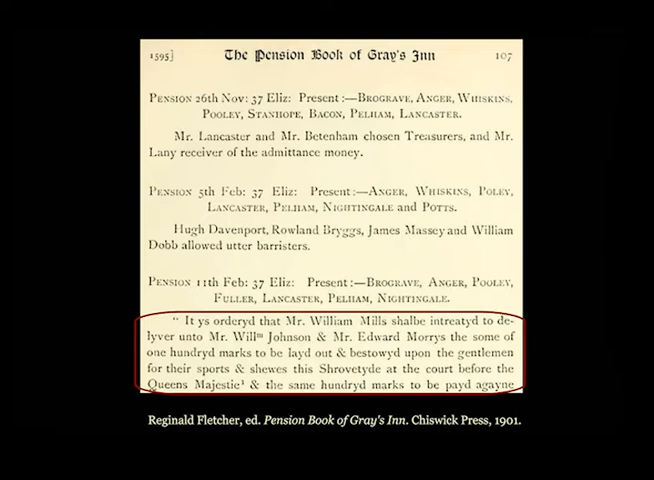 1595] The Pension Book of Gray's Inn 107
PENSION 26th Nov: 37 Eliz: Present:—BROGRAVE, ANGER, WHISKINS,
POOLEY, STANHOPE, BACON, PELHAM, LANCASTER.
Mr. Lancaster and Mr. Betenham chosen Treasurers, and Mr.
Lany receiver of the admittance money.
PENSION 5th Feb: 37 Eliz: Present:—ANGER, WHISKINS, POLEY,
LANCASTER, PELHAM, NIGHTINGALE and POTTS.
Hugh Davenport, Rowland Bryggs, James Massey and William
Dobb allowed utter barristers.
PENSION 11th Feb: 37 Eliz: Present:—BROGRAVE, ANGER, POOLEY,
FULLER, LANCASTER, PELHAM, NIGHTINGALE.
" It ys orderyd that Mr. William Mills shalbe intreatyd to de-
lyver unto Mr. Willm Johnson & Mr. Edward Morrys the some of
one hundryd marks to be layd out & bestowyd upon the gentlemen
for their sports & shewes this Shrovetyde at the court before the
Queens Majestie¹ & the same hundryd marks to be payd agayne
Reginald Fletcher, ed. Pension Book of Gray's Inn. Chiswick Press, 1901.